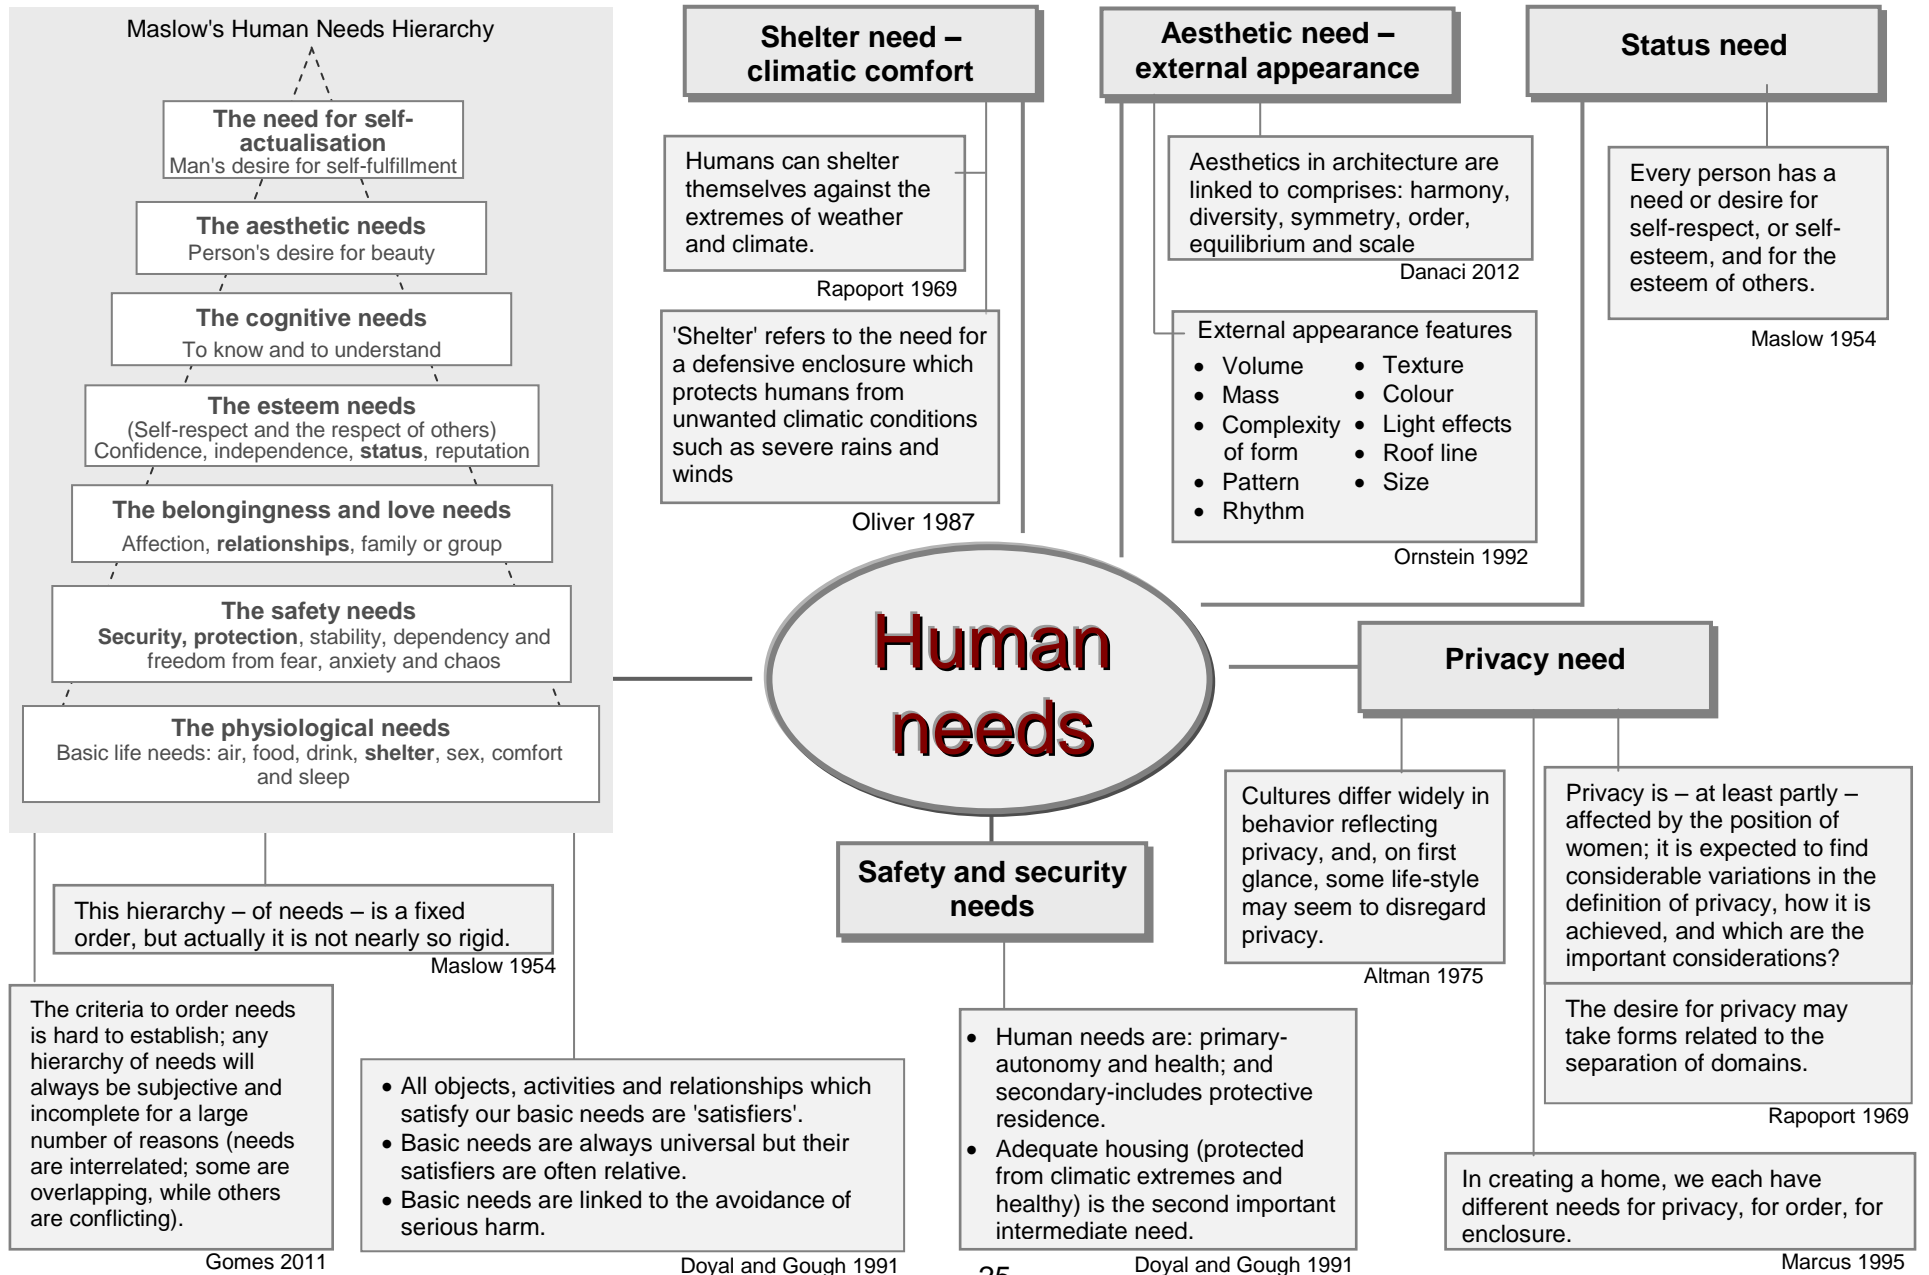 Maslow's Human Needs Hierarchy
The need for self-
actualisation
Man's desire for self-fulfillment
The aesthetic needs
Person's desire for beauty
The cognitive needs
To know and to understand
The esteem needs
(Self-respect and the respect of others)
Confidence, independence, status, reputation
The belongingness and love needs
Affection, relationships, family or group
The safety needs
Security, protection, stability, dependency and
freedom from fear, anxiety and chaos
The physiological needs
Basic life needs: air, food, drink, shelter, sex, comfort
and sleep
This hierarchy – of needs – is a fixed
order, but actually it is not nearly so rigid.
Maslow 1954
The criteria to order needs
is hard to establish; any
hierarchy of needs will
always be subjective and
incomplete for a large
number of reasons (needs
are interrelated; some are
overlapping, while others
are conflicting).
Gomes 2011
• All objects, activities and relationships which
satisfy our basic needs are 'satisfiers'.
• Basic needs are always universal but their
satisfiers are often relative.
• Basic needs are linked to the avoidance of
serious harm.
Doyal and Gough 1991
Shelter need –
climatic comfort
Humans can shelter
themselves against the
extremes of weather
and climate.
Rapoport 1969
'Shelter' refers to the need for
a defensive enclosure which
protects humans from
unwanted climatic conditions
such as severe rains and
winds
Oliver 1987
Aesthetic need –
external appearance
Aesthetics in architecture are
linked to comprises: harmony,
diversity, symmetry, order,
equilibrium and scale
Danaci 2012
External appearance features
• Volume
• Mass
• Complexity
of form
• Pattern
• Rhythm
• Texture
• Colour
• Light effects
• Roof line
• Size
Ornstein 1992
Status need
Every person has a
need or desire for
self-respect, or self-
esteem, and for the
esteem of others.
Maslow 1954
Human
needs
Privacy need
Cultures differ widely in
behavior reflecting
privacy, and, on first
glance, some life-style
may seem to disregard
privacy.
Altman 1975
Privacy is – at least partly –
affected by the position of
women; it is expected to find
considerable variations in the
definition of privacy, how it is
achieved, and which are the
important considerations?
The desire for privacy may
take forms related to the
separation of domains.
Rapoport 1969
In creating a home, we each have
different needs for privacy, for order, for
enclosure.
Marcus 1995
Safety and security
needs
• Human needs are: primary-
autonomy and health; and
secondary-includes protective
residence.
• Adequate housing (protected
from climatic extremes and
healthy) is the second important
intermediate need.
Doyal and Gough 1991
25